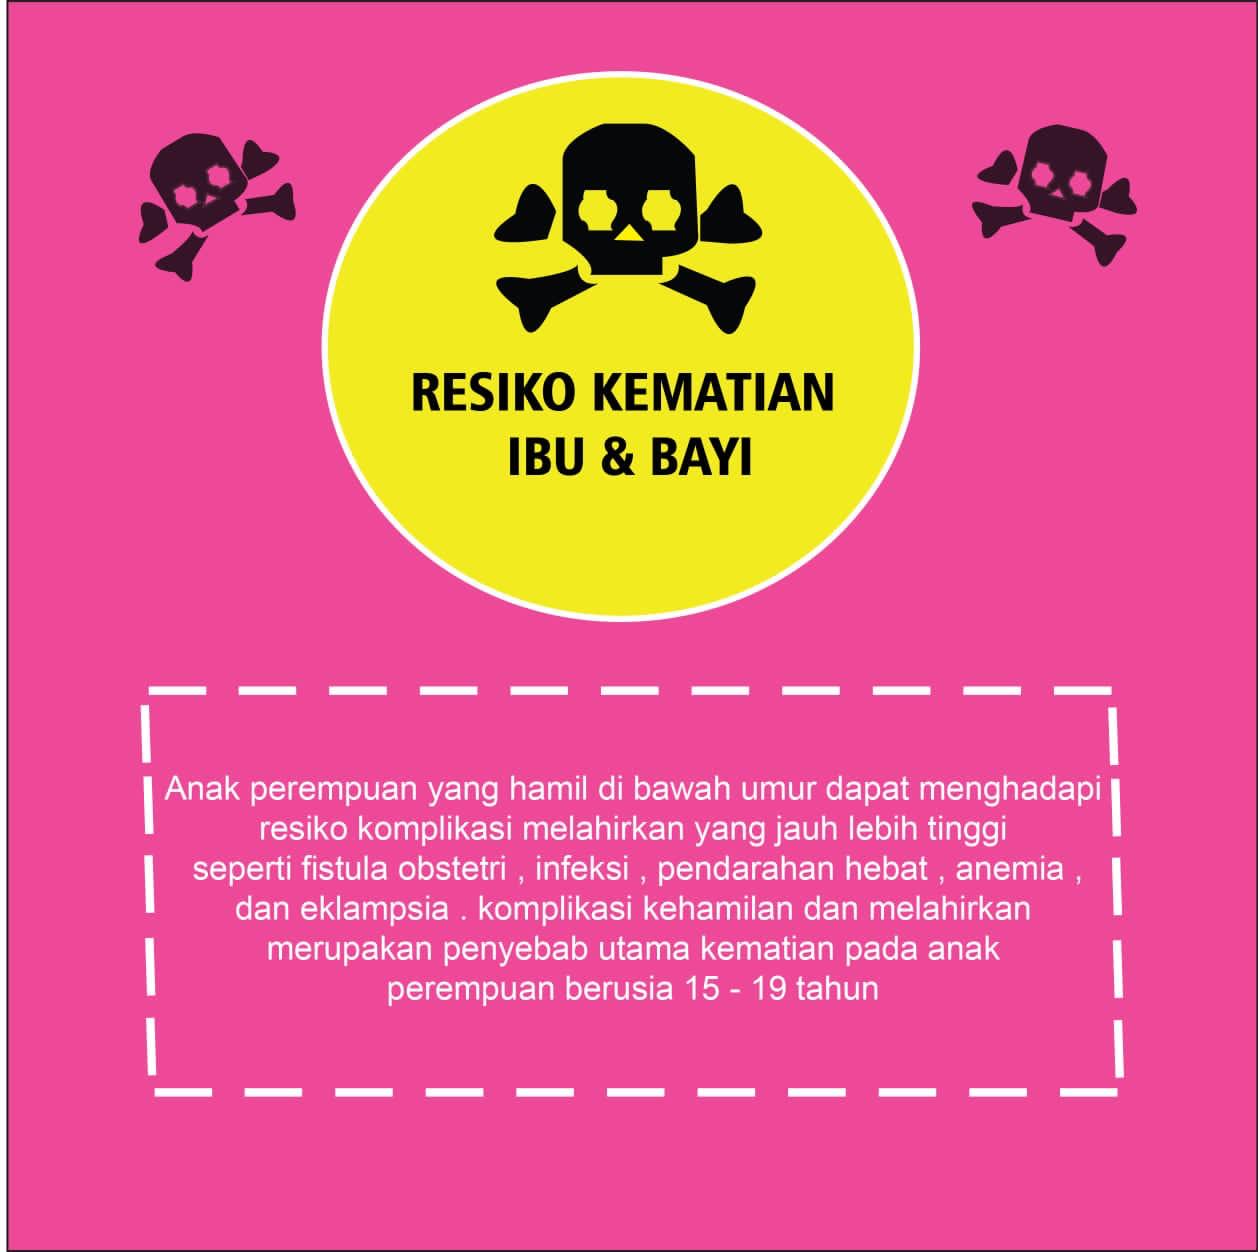 RESIKO KEMATIAN
IBU & BAYI
Anak perempuan yang hamil di bawah umur dapat menghadapi
resiko komplikasi melahirkan yang jauh lebih tinggi
seperti fistula obstetri , infeksi , pendarahan hebat , anemia ,
dan eklampsia . komplikasi kehamilan dan melahirkan
merupakan penyebab utama kematian pada anak
perempuan berusia 15 - 19 tahun